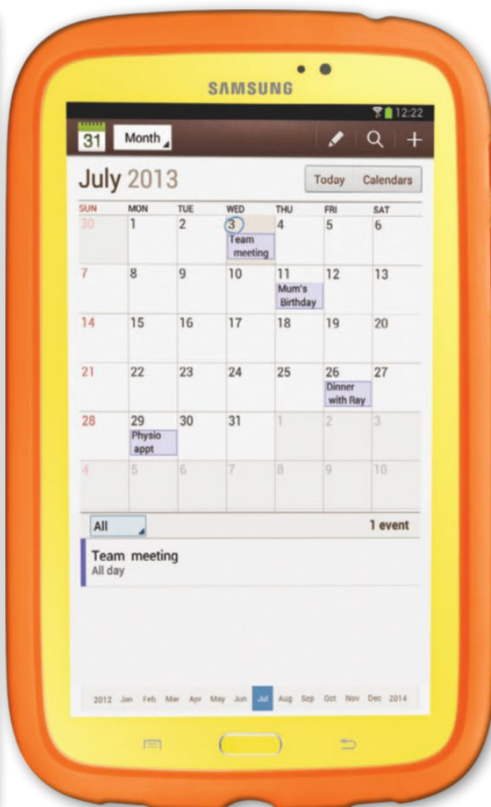 SAMSUNG
12:22
31 Month
July 2013 Today Calendars
SUN MON TUE WED THU FRI SAT
30 1 2 3 4 5 6
Team
meeting
7 8 9 10 11 12 13
Mum's
Birthday
14 15 16 17 18 19 20
21 22 23 24 25 26 27
Dinner
with Ray
28 29 30 31 1 2 3
Physio
appt
4 5 6 7 8 9 10
All 1 event
Team meeting
All day
2012 Jan Feb Mar Apr May Jun Jul Aug Sep Oct Nov Dec 2014